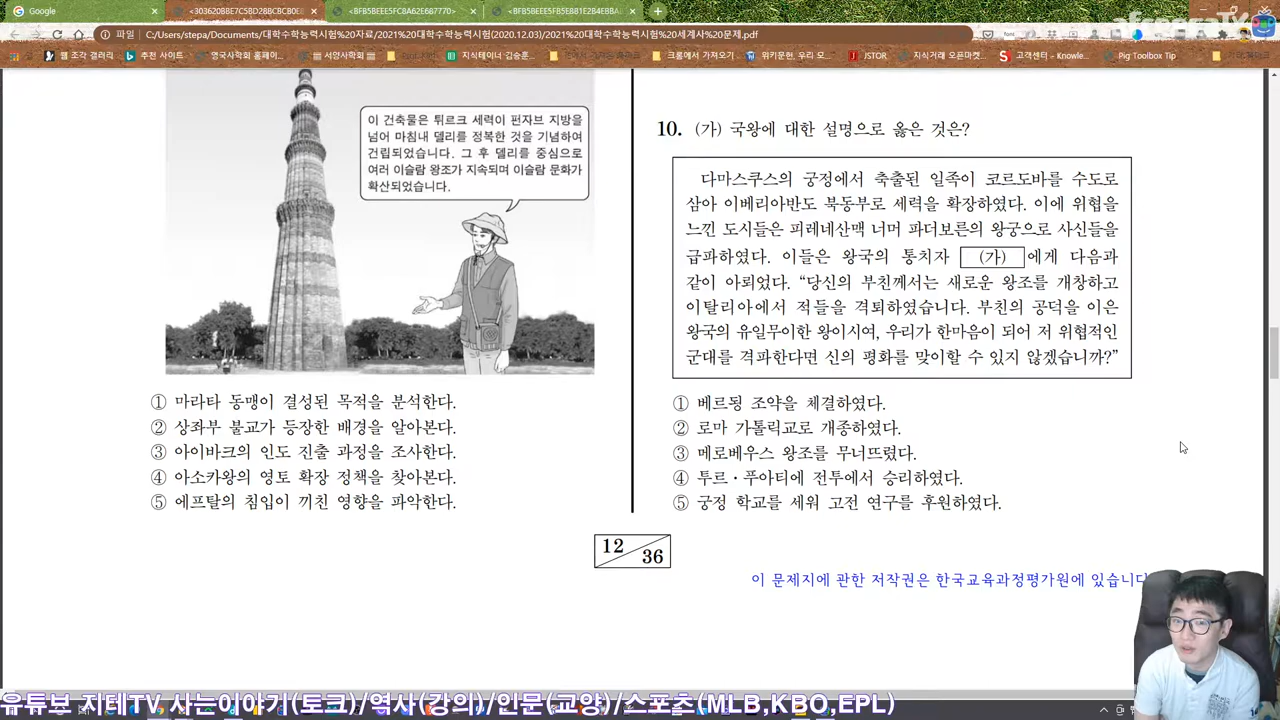 Google
<303620BBE7C5BD28BCBCB0E8
<BFB5BEEE5FC8A62E687770>
<BFB5BEEE5FB5E8B1E2B4E8BA
파일
C:/Users/stepa/Documents/대학수학능력시험%20자료/2021%20대학수학능력시험(2020.12.03)/2021%20대학수학능력시험%20세계사%20문제.pdf
afreecaTV
웹 조각 갤러리
추천 사이트
영국사학회 홈페이...
서양사학회
지식테이너 김승훈...
크롬에서 가져오기
위키문헌, 우리 모...
JSTOR
지식거래 오픈마켓...
고객센터 – Knowle...
Pig Toolbox Tip
이 건축물은 튀르크 세력이 펀자브 지방을
넘어 마침내 델리를 정복한 것을 기념하여
건립되었습니다. 그 후 델리를 중심으로
여러 이슬람 왕조가 지속되며 이슬람 문화가
확산되었습니다.
① 마라타 동맹이 결성된 목적을 분석한다.
② 상좌부 불교가 등장한 배경을 알아본다.
③ 아이바크의 인도 진출 과정을 조사한다.
④ 아소카왕의 영토 확장 정책을 찾아본다.
⑤ 에프탈의 침입이 끼친 영향을 파악한다.
10. (가) 국왕에 대한 설명으로 옳은 것은?
다마스쿠스의 궁정에서 축출된 일족이 코르도바를 수도로
삼아 이베리아반도 북동부로 세력을 확장하였다. 이에 위협을
느낀 도시들은 피레네산맥 너머 파더보른의 왕궁으로 사신들을
급파하였다. 이들은 왕국의 통치자 (가) 에게 다음과
같이 아뢰었다. “당신의 부친께서는 새로운 왕조를 개창하고
이탈리아에서 적들을 격퇴하였습니다. 부친의 공덕을 이은
왕국의 유일무이한 왕이시여, 우리가 한마음이 되어 저 위협적인
군대를 격파한다면 신의 평화를 맞이할 수 있지 않겠습니까?”
① 베르됭 조약을 체결하였다.
② 로마 가톨릭교로 개종하였다.
③ 메로베우스 왕조를 무너뜨렸다.
④ 투르·푸아티에 전투에서 승리하였다.
⑤ 궁정 학교를 세워 고전 연구를 후원하였다.
12
36
이 문제지에 관한 저작권은 한국교육과정평가원에 있습니다
유튜브 지테TV 사는이야기(토크)/역사(강의)/인문(교양)/스포츠(MLB,KBO,EPL)